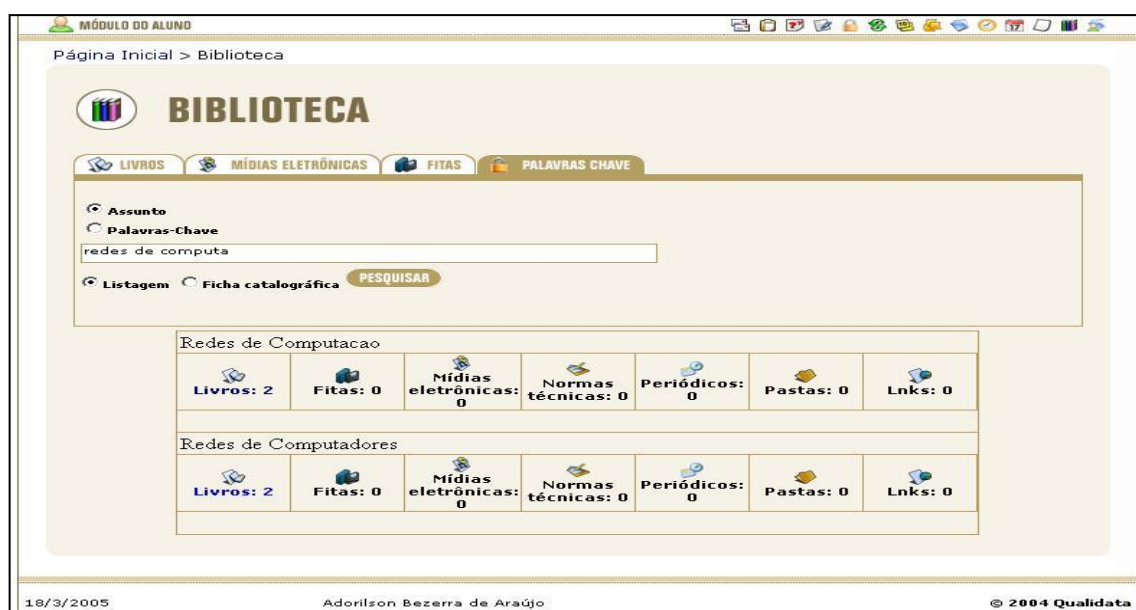 MÓDULO DO ALUNO
Página Inicial > Biblioteca
BIBLIOTECA
LIVROS MÍDIAS ELETRÔNICAS FITAS PALAVRAS CHAVE
Assunto
Palavras-Chave
redes de computa
Listagem Ficha catalográfica PESQUISAR
Redes de Computacao
Livros: 2 Fitas: 0 Mídias eletrônicas: 0 Normas técnicas: 0 Periódicos: 0 Pastas: 0 Lnks: 0
Redes de Computadores
Livros: 2 Fitas: 0 Mídias eletrônicas: 0 Normas técnicas: 0 Periódicos: 0 Pastas: 0 Lnks: 0
18/3/2005 Adorilson Bezerra de Araújo © 2004 Qualidata